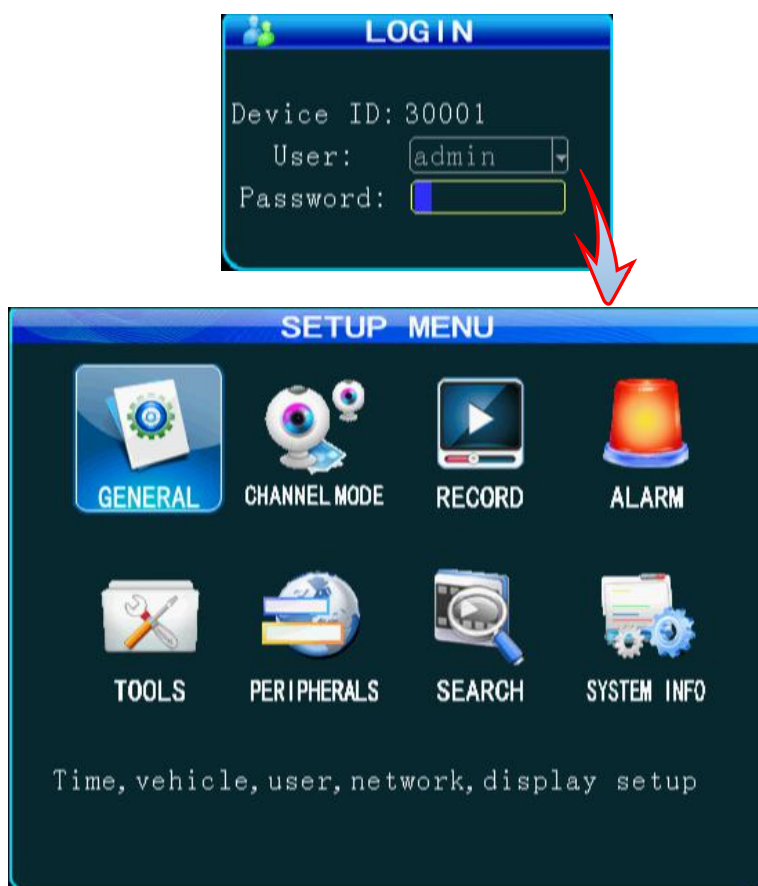 LOGIN
Device ID: 30001
User: admin
Password:
SETUP MENU
GENERAL CHANNEL MODE RECORD ALARM
TOOLS PERIPHERALS SEARCH SYSTEM INFO
Time, vehicle, user, network, display setup